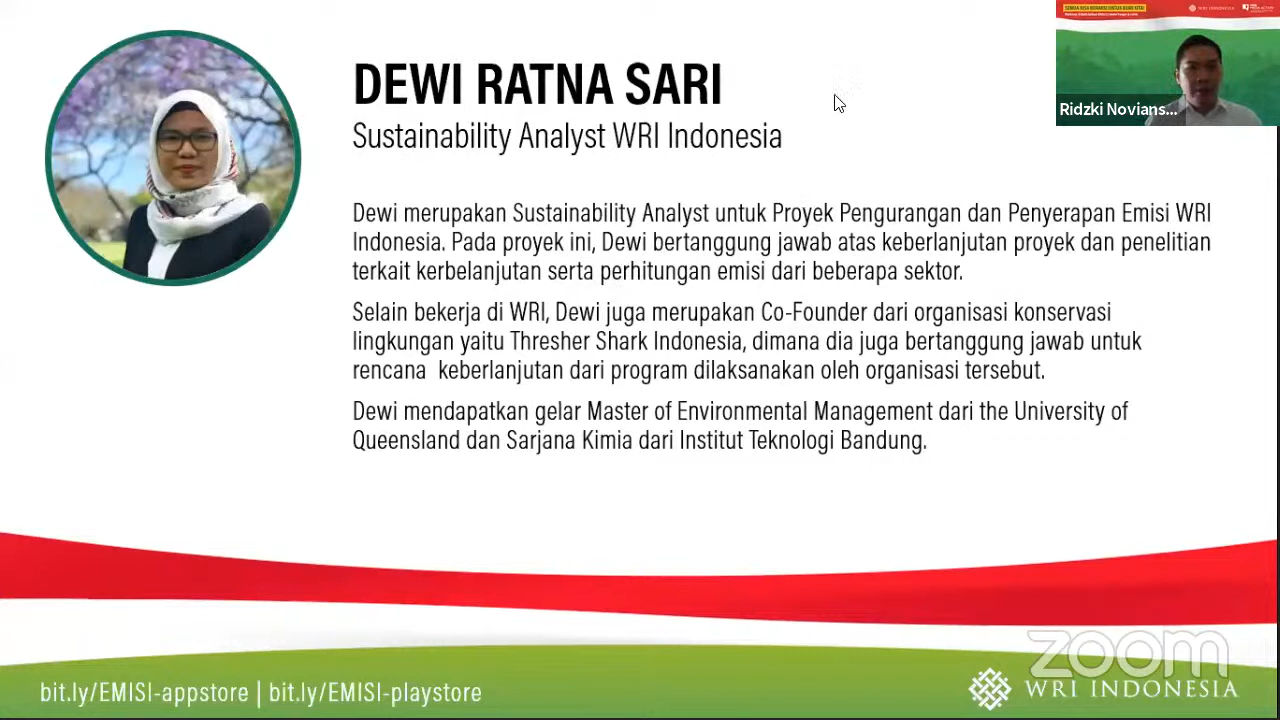 DEWI RATNA SARI
Sustainability Analyst WRI Indonesia
Dewi merupakan Sustainability Analyst untuk Proyek Pengurangan dan Penyerapan Emisi WRI
Indonesia. Pada proyek ini, Dewi bertanggung jawab atas keberlanjutan proyek dan penelitian
terkait kerbelanjutan serta perhitungan emisi dari beberapa sektor.
Selain bekerja di WRI, Dewi juga merupakan Co-Founder dari organisasi konservasi
lingkungan yaitu Thresher Shark Indonesia, dimana dia juga bertanggung jawab untuk
rencana keberlanjutan dari program dilaksanakan oleh organisasi tersebut.
Dewi mendapatkan gelar Master of Environmental Management dari the University of
Queensland dan Sarjana Kimia dari Institut Teknologi Bandung.
WRI INDONESIA
Ridzki Novians...
zoom
bit.ly/EMISI-appstore | bit.ly/EMISI-playstore
WRI INDONESIA